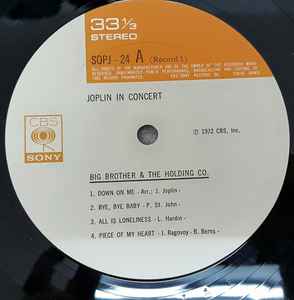 33 1/3
STEREO
SOPJ-24 A (Record1)
JOPLIN IN CONCERT
CBS
SONY
Ⓟ 1972 CBS, Inc.
BIG BROTHER & THE HOLDING CO.
1. DOWN ON ME - Arr.; J. Joplin -
2. BYE, BYE BABY - P. St. John -
3. ALL IS LONELINESS - L. Hardin -
4. PIECE OF MY HEART - J. Ragovoy - B. Berns -